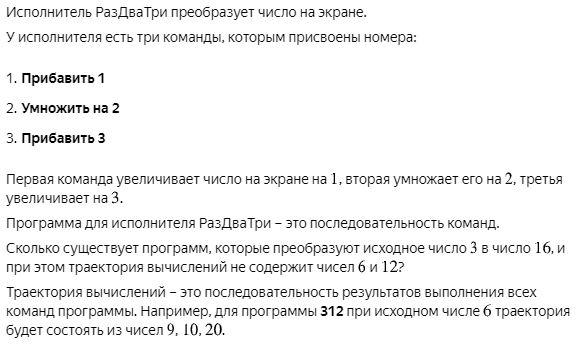 Исполнитель РазДваТри преобразует число на экране.
У исполнителя есть три команды, которым присвоены номера:
1. Прибавить 1
2. Умножить на 2
3. Прибавить 3
Первая команда увеличивает число на экране на 1, вторая умножает его на 2, третья
увеличивает на 3.
Программа для исполнителя РазДваТри – это последовательность команд.
Сколько существует программ, которые преобразуют исходное число 3 в число 16, и
при этом траектория вычислений не содержит чисел 6 и 12?
Траектория вычислений – это последовательность результатов выполнения всех
команд программы. Например, для программы 312 при исходном числе 6 траектория
будет состоять из чисел 9, 10, 20.